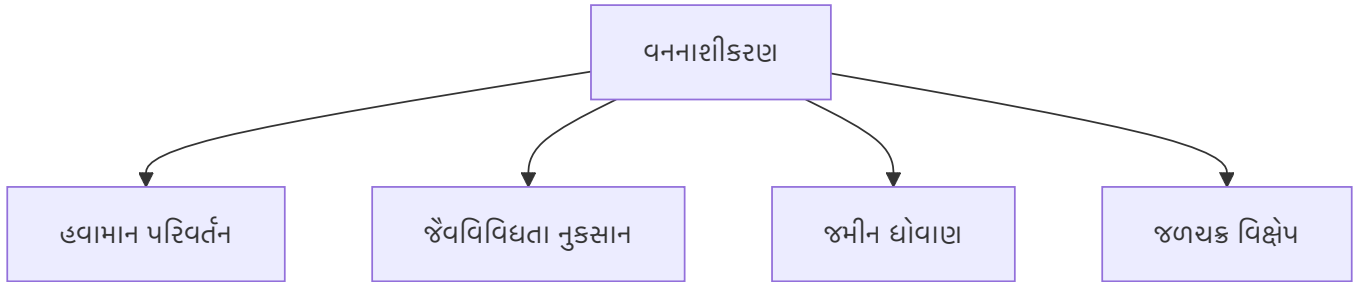 વનનાશીકરણ
હવામાન પરિવર્તન
જૈવવિવિધતા નુકસાન
જમીન ધોવાણ
જળચક્ર વિક્ષેપ